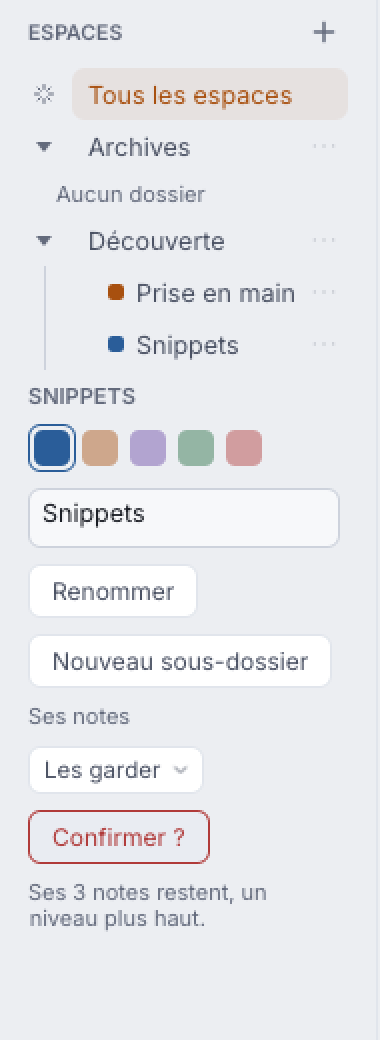 ESPACES
Tous les espaces
Archives
Aucun dossier
Découverte
Prise en main
Snippets
SNIPPETS
Snippets
Renommer
Nouveau sous-dossier
Ses notes
Les garder
Confirmer ?
Ses 3 notes restent, un
niveau plus haut.